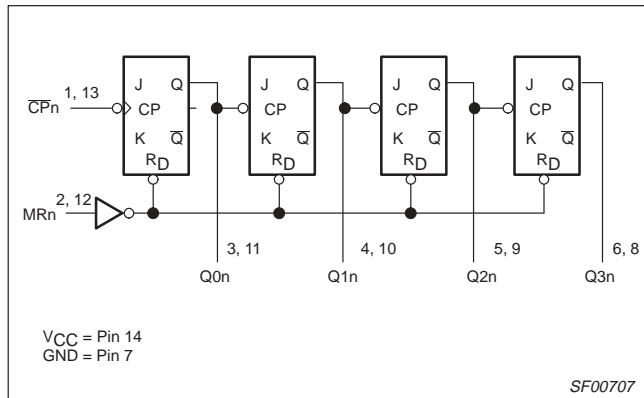 J Q J Q J Q J Q
C̅P̅n 1, 13 CP CP CP CP
K Q̅ K Q̅ K Q̅ K Q̅
RD RD RD RD
MRn 2, 12
3, 11 4, 10 5, 9 6, 8
Q0n Q1n Q2n Q3n
VCC = Pin 14
GND = Pin 7
SF00707